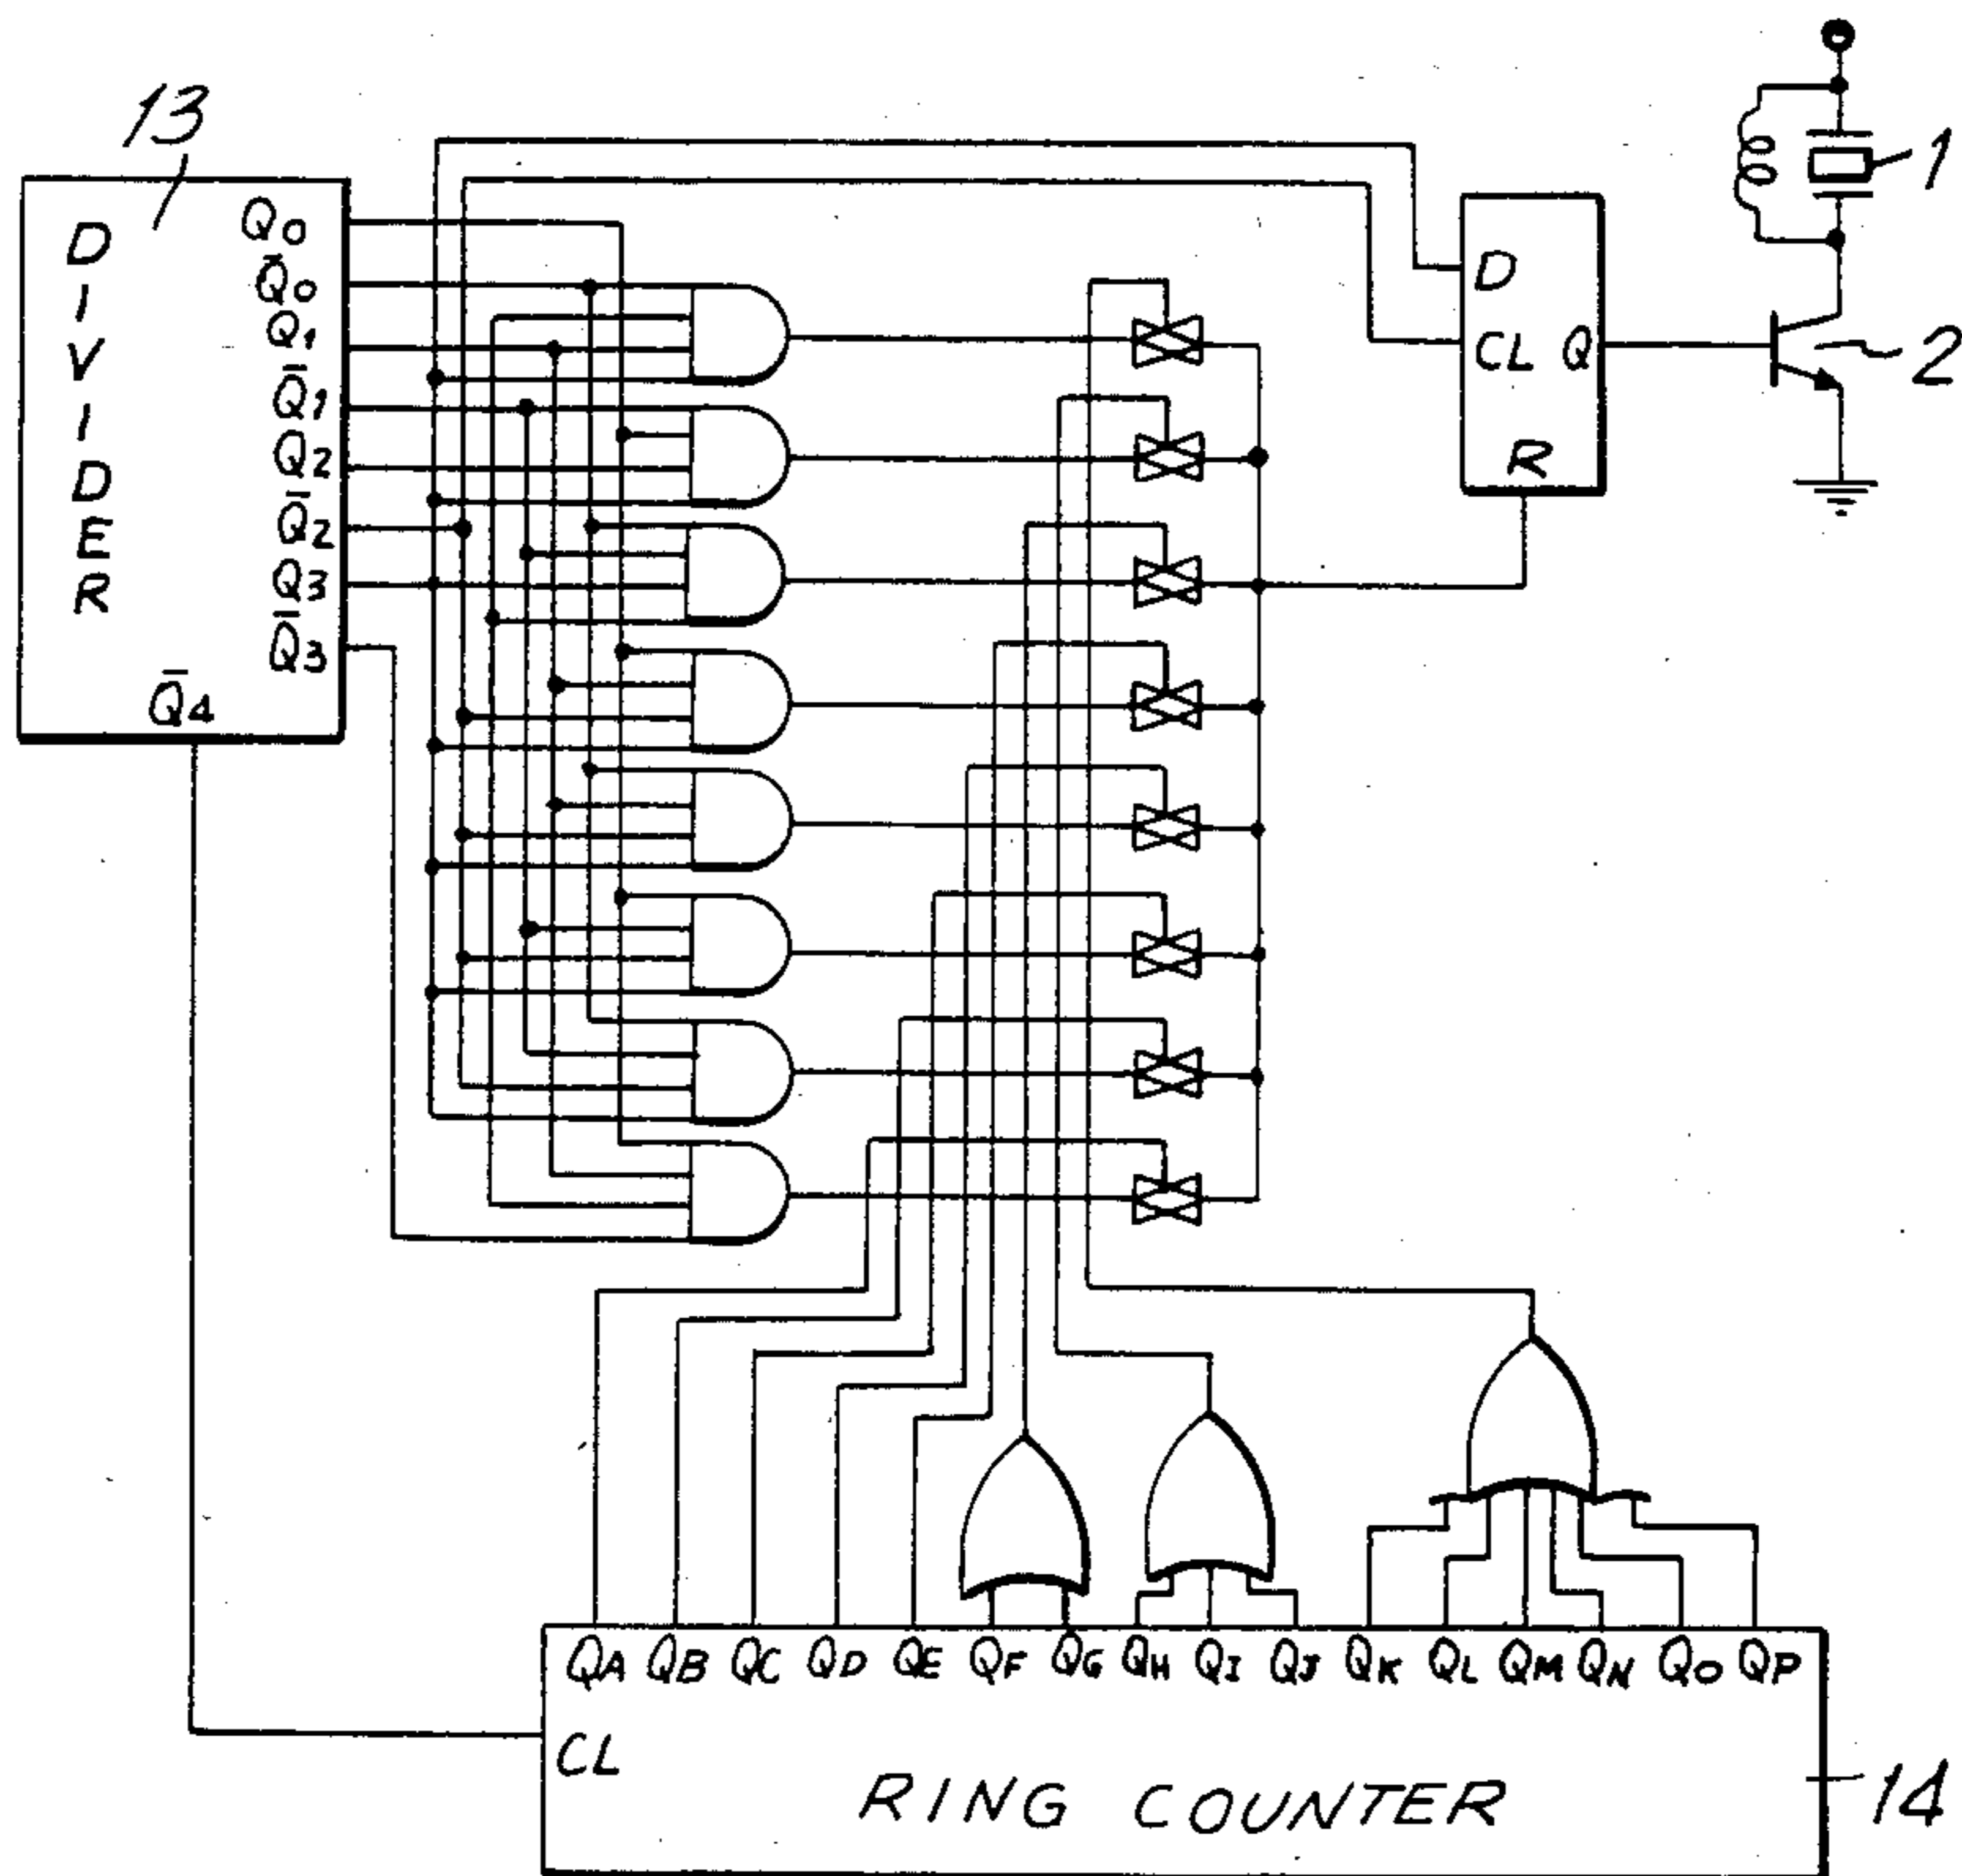 13
DIVIDER
Q0
Q̄0
Q1
Q̄1
Q2
Q̄2
Q3
Q̄3
Q̄4
D
CL
Q
R
1
2
QA QB QC QD QE QF QG QH QI QJ QK QL QM QN QO QP
CL
RING COUNTER
14